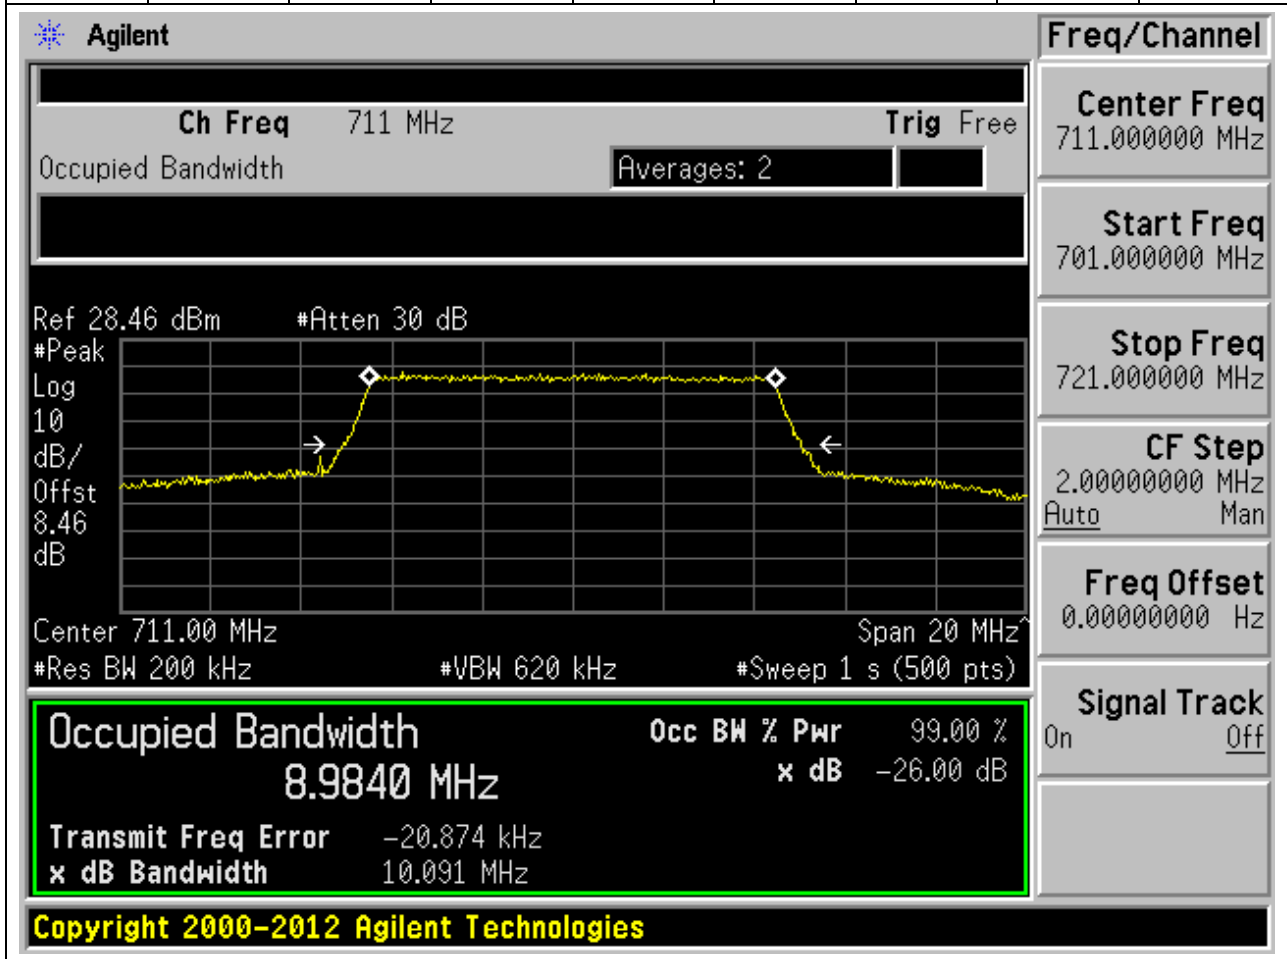 Agilent
Freq/Channel
Ch Freq 711 MHz Trig Free
Occupied Bandwidth Averages: 2
Center Freq
711.000000 MHz
Start Freq
701.000000 MHz
Stop Freq
721.000000 MHz
CF Step
2.00000000 MHz
Auto Man
Freq Offset
0.00000000 Hz
Signal Track
On Off
Ref 28.46 dBm #Atten 30 dB
#Peak
Log
10
dB/
Offst
8.46
dB
Center 711.00 MHz Span 20 MHz^
#Res BW 200 kHz #VBW 620 kHz #Sweep 1 s (500 pts)
Occupied Bandwidth Occ BW % Pwr 99.00 %
8.9840 MHz x dB -26.00 dB
Transmit Freq Error -20.874 kHz
x dB Bandwidth 10.091 MHz
Copyright 2000-2012 Agilent Technologies